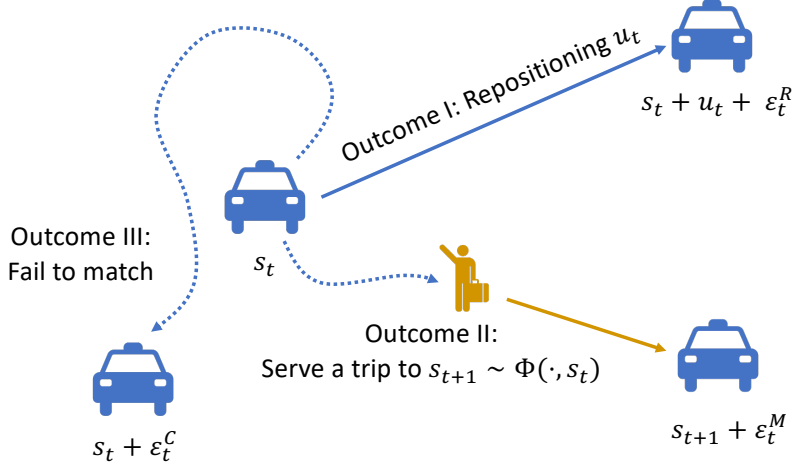 Outcome I: Repositioning u_t
s_t + u_t + ε_t^R
s_t
Outcome III:
Fail to match
Outcome II:
Serve a trip to s_{t+1} ~ Φ(·, s_t)
s_t + ε_t^C
s_{t+1} + ε_t^M